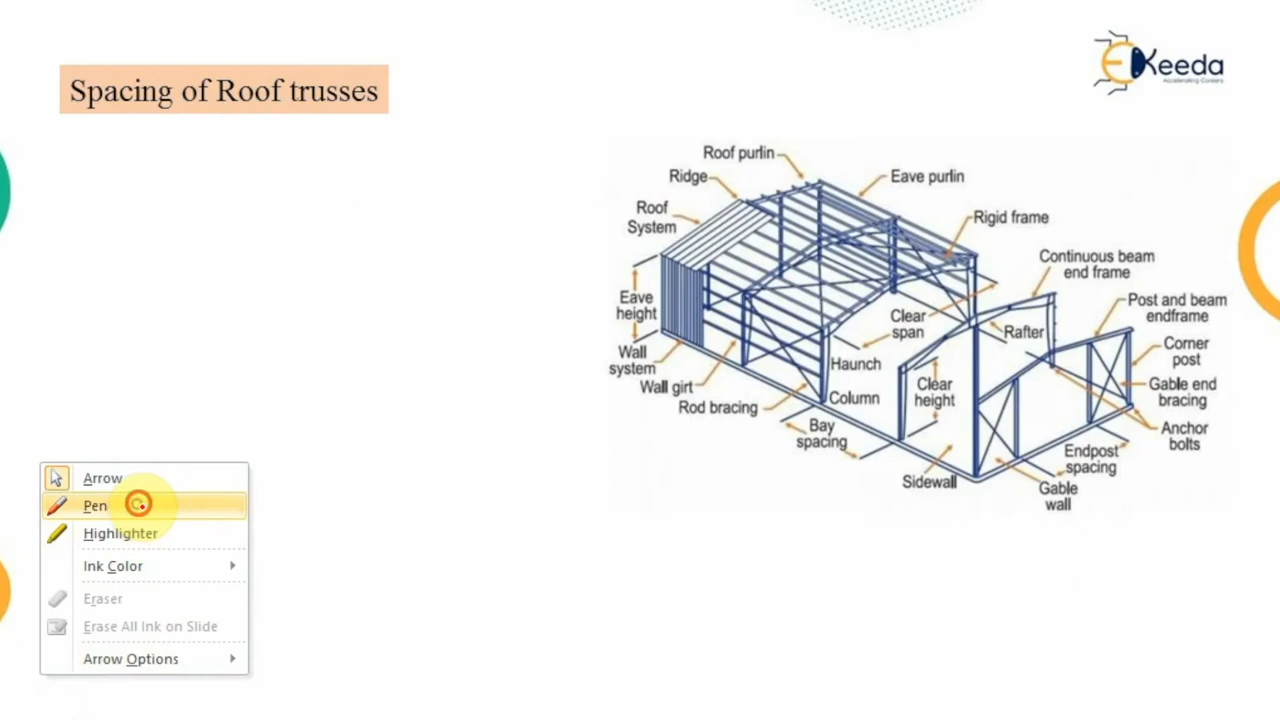 Spacing of Roof trusses
EKeeda
Accelerating Careers
Roof purlin
Ridge
Eave purlin
Roof
System
Rigid frame
Continuous beam
end frame
Eave
height
Post and beam
endframe
Clear
span
Rafter
Wall
system
Haunch
Corner
post
Wall girt
Clear
height
Gable end
bracing
Rod bracing
Column
Bay
spacing
Anchor
bolts
Endpost
spacing
Sidewall
Gable
wall
Arrow
Pen
Highlighter
Ink Color
Eraser
Erase All Ink on Slide
Arrow Options